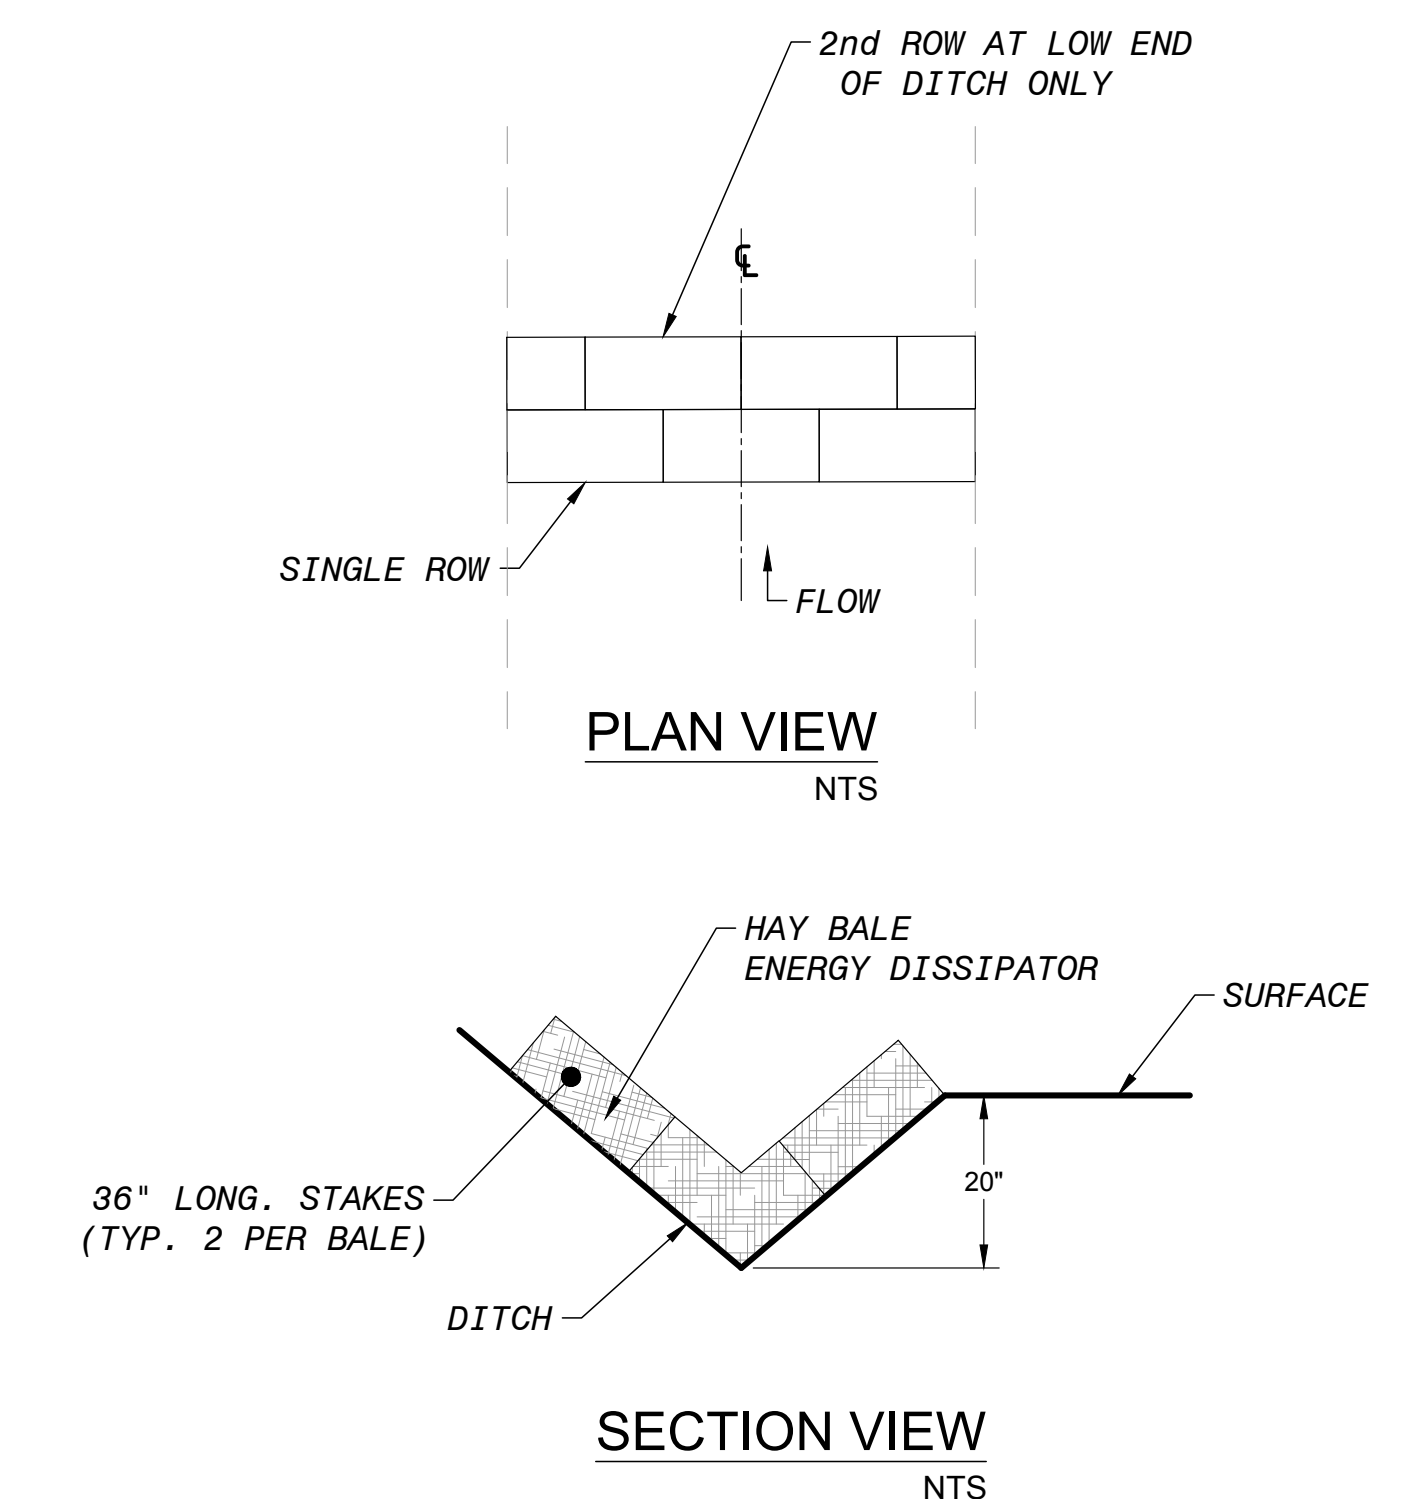 2nd ROW AT LOW END
OF DITCH ONLY
℄
SINGLE ROW
FLOW
PLAN VIEW
NTS
HAY BALE
ENERGY DISSIPATOR
SURFACE
20"
36" LONG. STAKES
(TYP. 2 PER BALE)
DITCH
SECTION VIEW
NTS